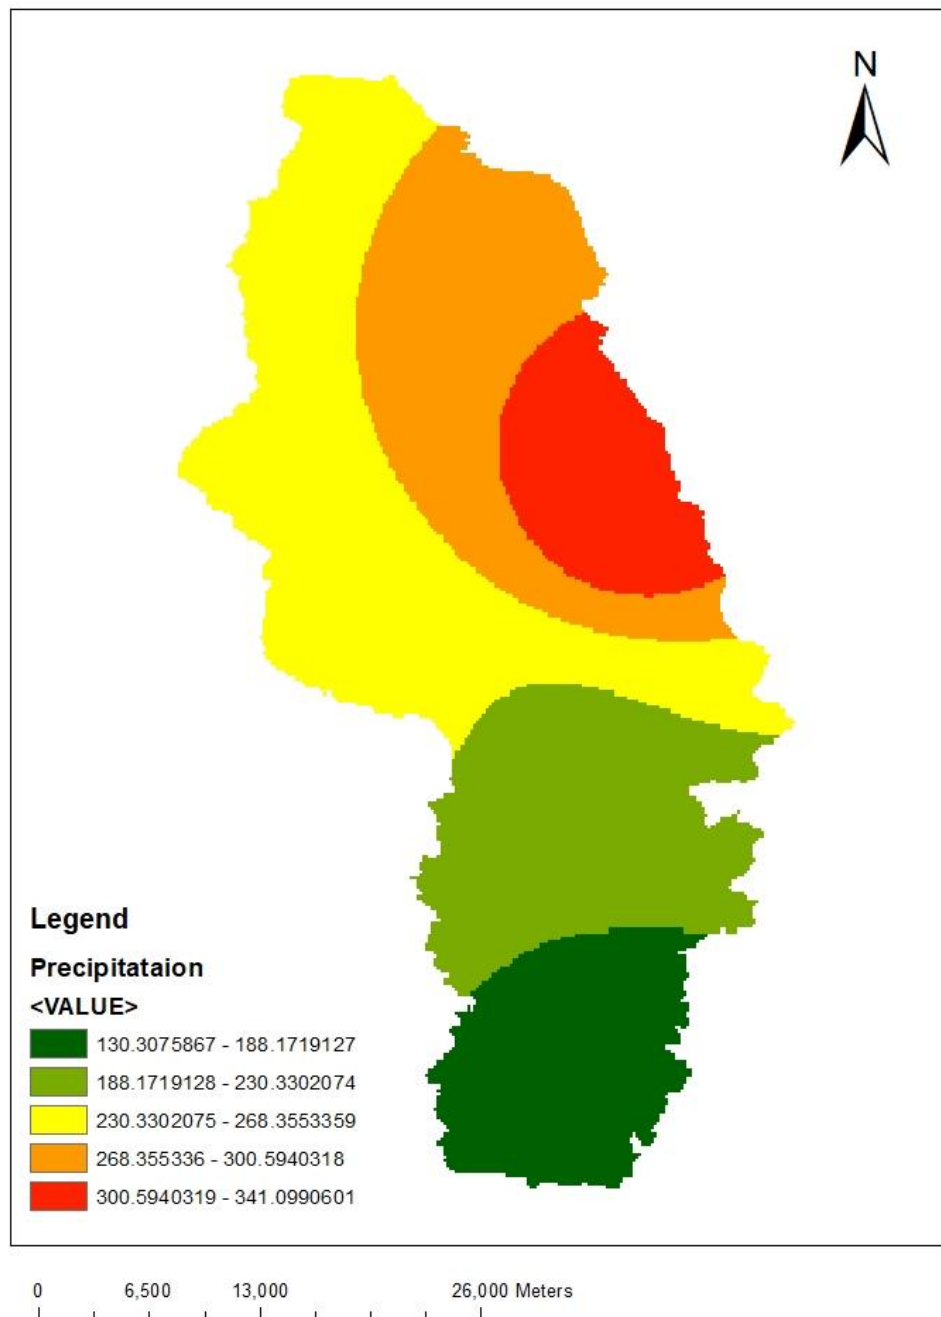 N
Legend
Precipitataion
<VALUE>
130.3075867 - 188.1719127
188.1719128 - 230.3302074
230.3302075 - 268.3553359
268.355336 - 300.5940318
300.5940319 - 341.0990601
0 6,500 13,000 26,000 Meters